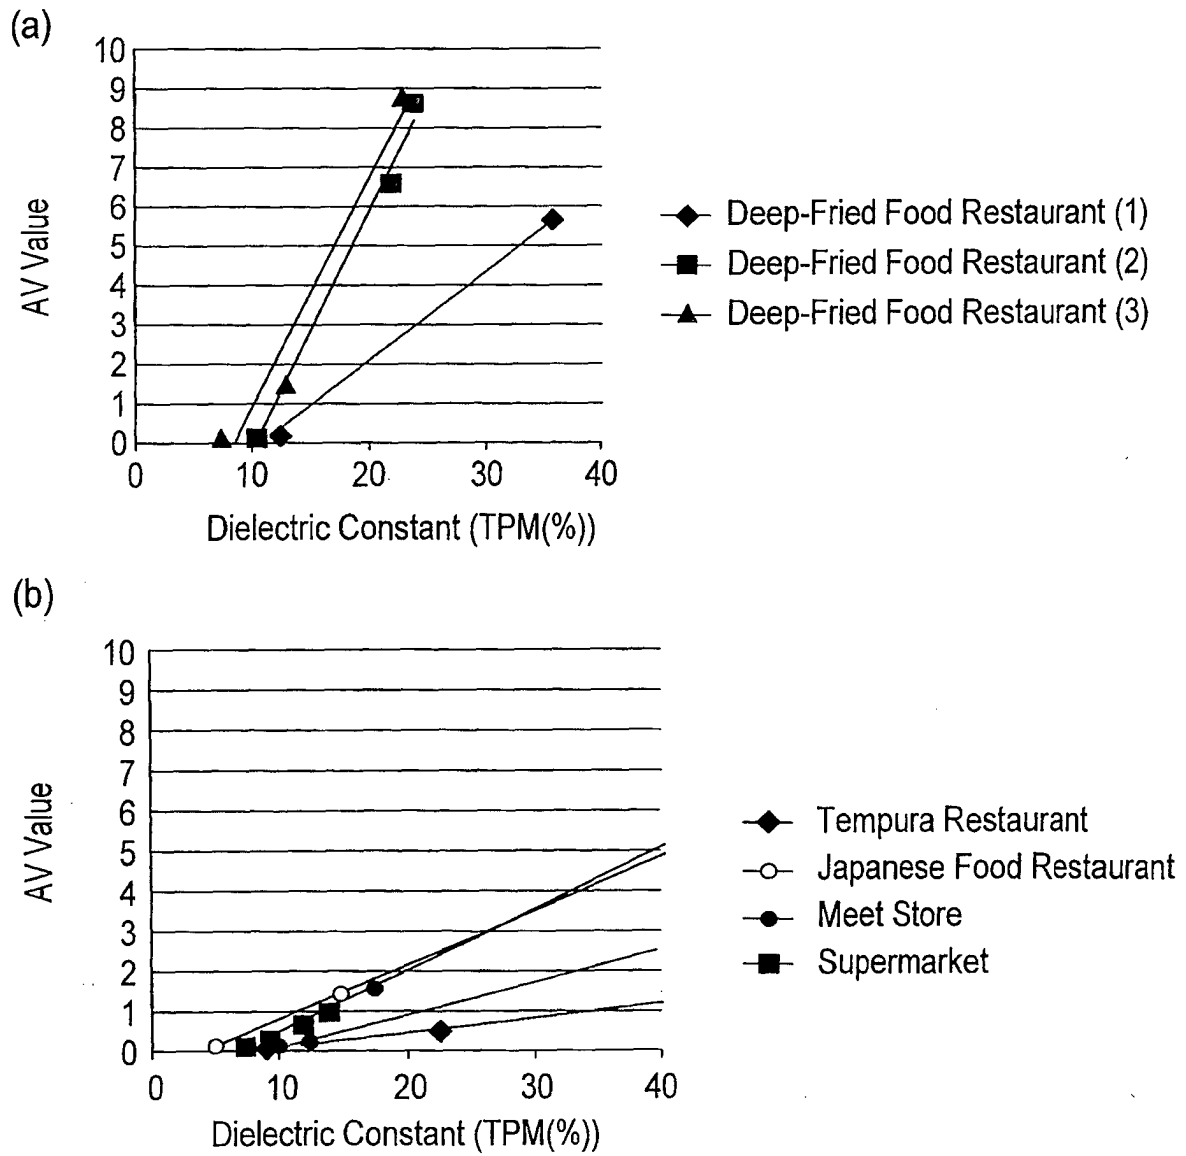 (a)
10
9
8
7
6
5
4
3
2
1
0
AV Value
0 10 20 30 40
Dielectric Constant (TPM(%))
Deep-Fried Food Restaurant (1)
Deep-Fried Food Restaurant (2)
Deep-Fried Food Restaurant (3)
(b)
10
9
8
7
6
5
4
3
2
1
0
AV Value
0 10 20 30 40
Dielectric Constant (TPM(%))
Tempura Restaurant
Japanese Food Restaurant
Meet Store
Supermarket